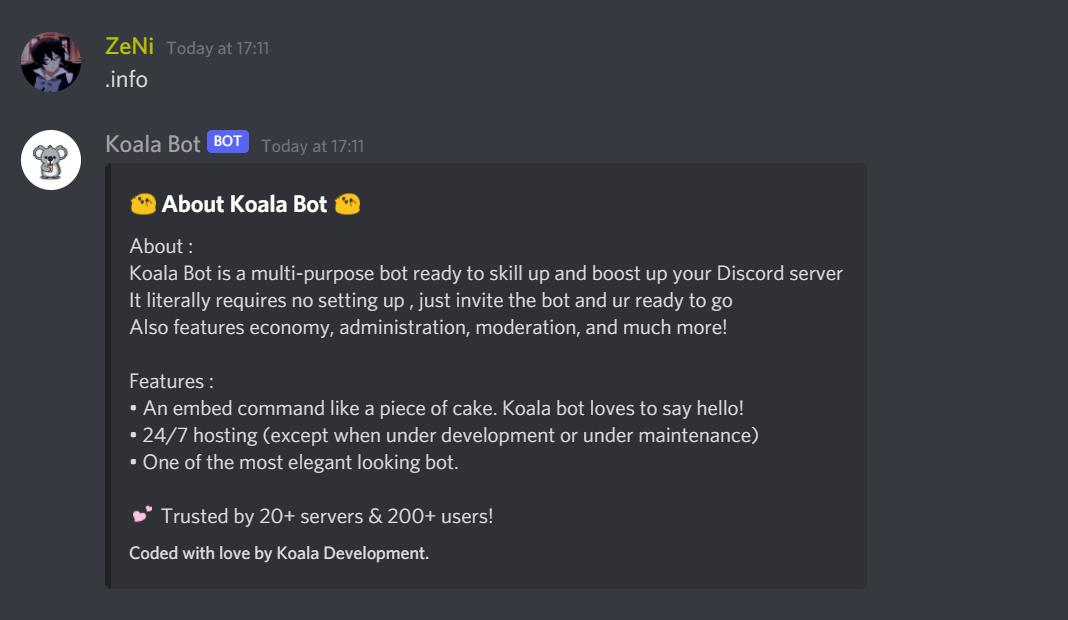 ZeNi Today at 17:11
.info
Koala Bot BOT Today at 17:11
About Koala Bot
About :
Koala Bot is a multi-purpose bot ready to skill up and boost up your Discord server
It literally requires no setting up , just invite the bot and ur ready to go
Also features economy, administration, moderation, and much more!
Features :
• An embed command like a piece of cake. Koala bot loves to say hello!
• 24/7 hosting (except when under development or under maintenance)
• One of the most elegant looking bot.
💕 Trusted by 20+ servers & 200+ users!
Coded with love by Koala Development.